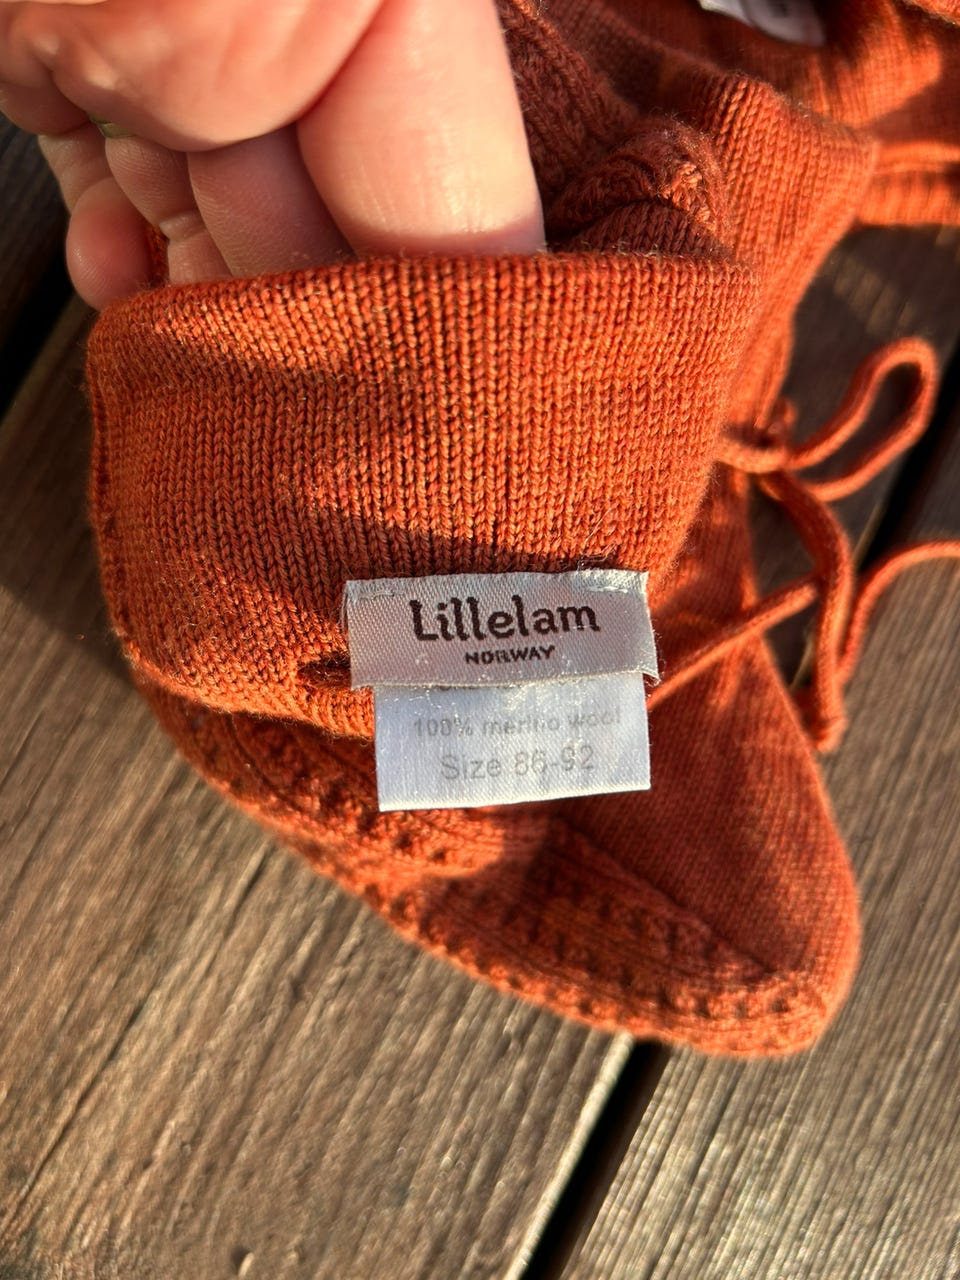 Lillelam
NORWAY
100% merino wool
Size 86-92